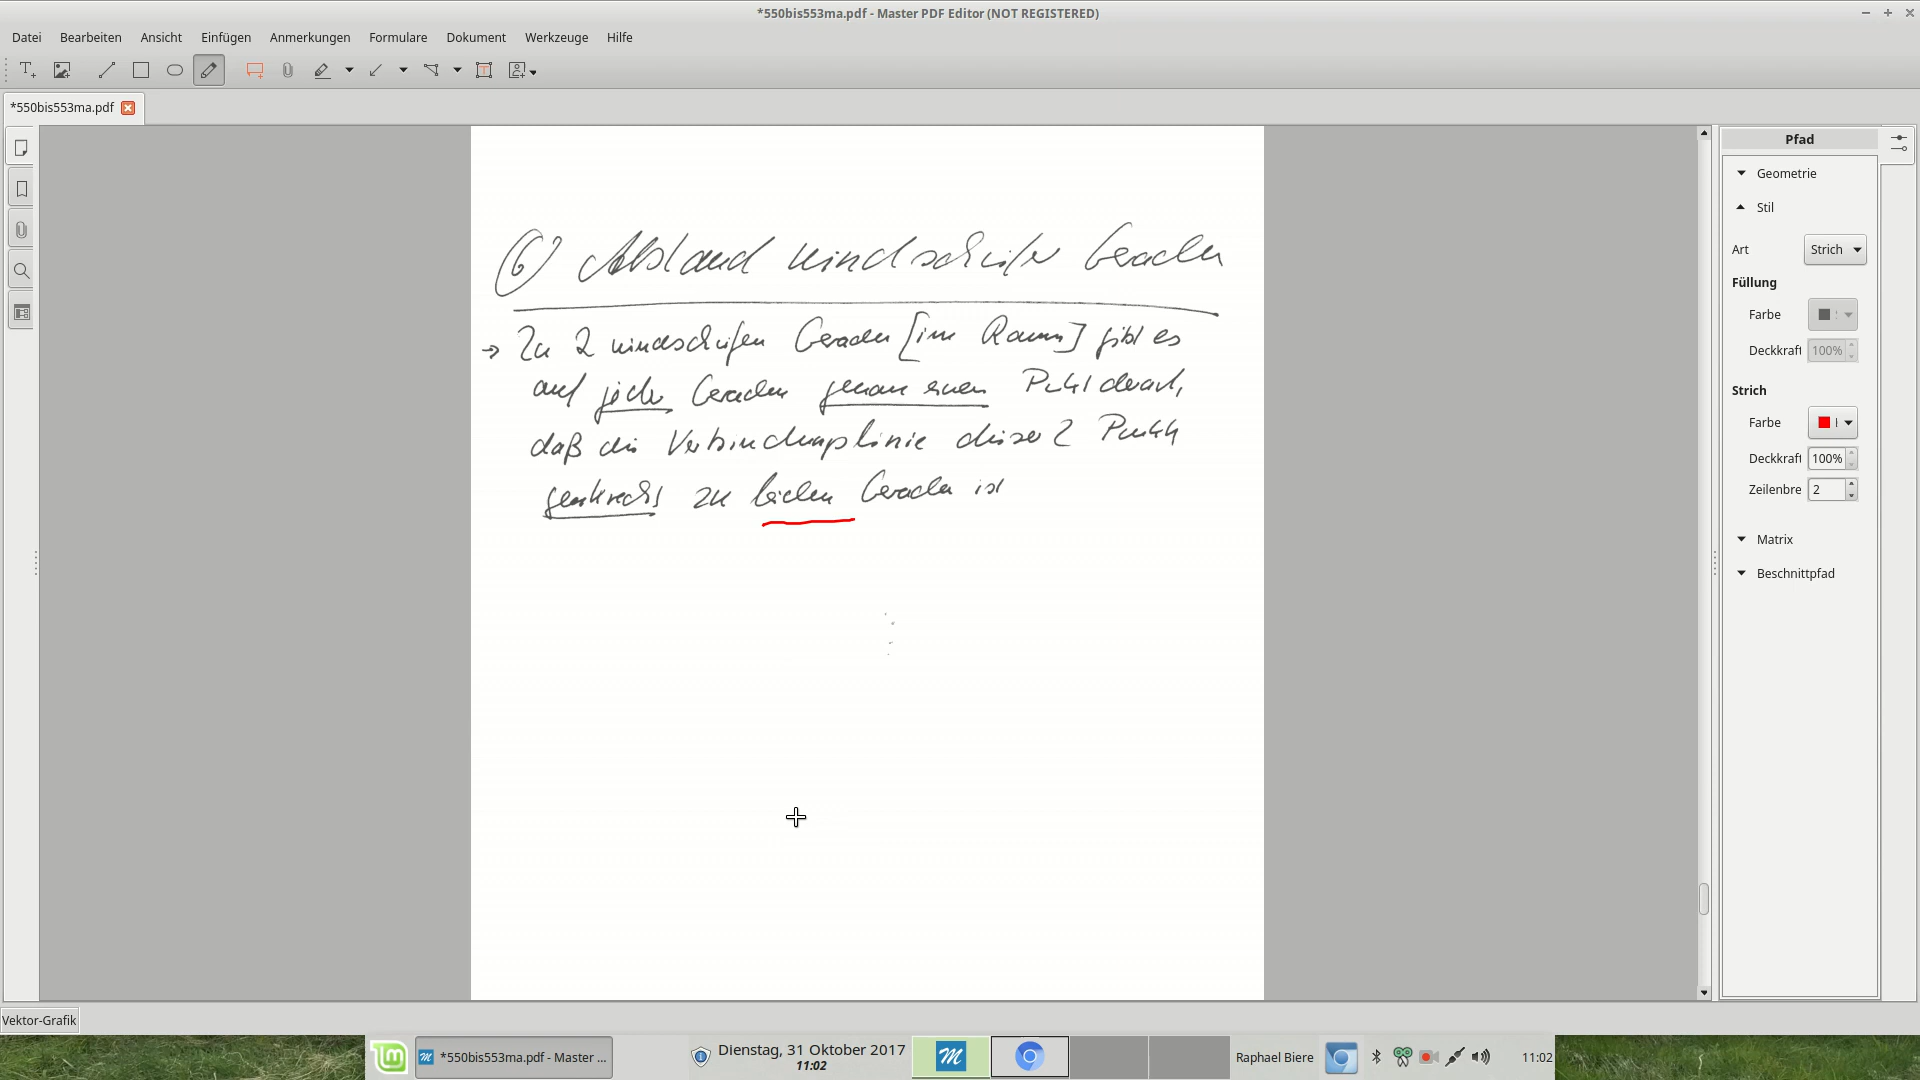 *550bis553ma.pdf - Master PDF Editor (NOT REGISTERED)
Datei Bearbeiten Ansicht Einfügen Anmerkungen Formulare Dokument Werkzeuge Hilfe
*550bis553ma.pdf
Pfad
Geometrie
Stil
Art Strich
Füllung
Farbe
Deckkraft 100%
Strich
Farbe
Deckkraft 100%
Zeilenbre 2
Matrix
Beschnittpfad
6) Abstand windschiefer Geraden
→ Zu 2 windschiefen Geraden [im Raum] gibt es
auf jeder Geraden genau einen Punkt derart,
daß die Verbindungslinie dieser 2 Punkte
senkrecht zu beiden Geraden ist
Vektor-Grafik
*550bis553ma.pdf - Master ...
Dienstag, 31 Oktober 2017
11:02
Raphael Biere
11:02